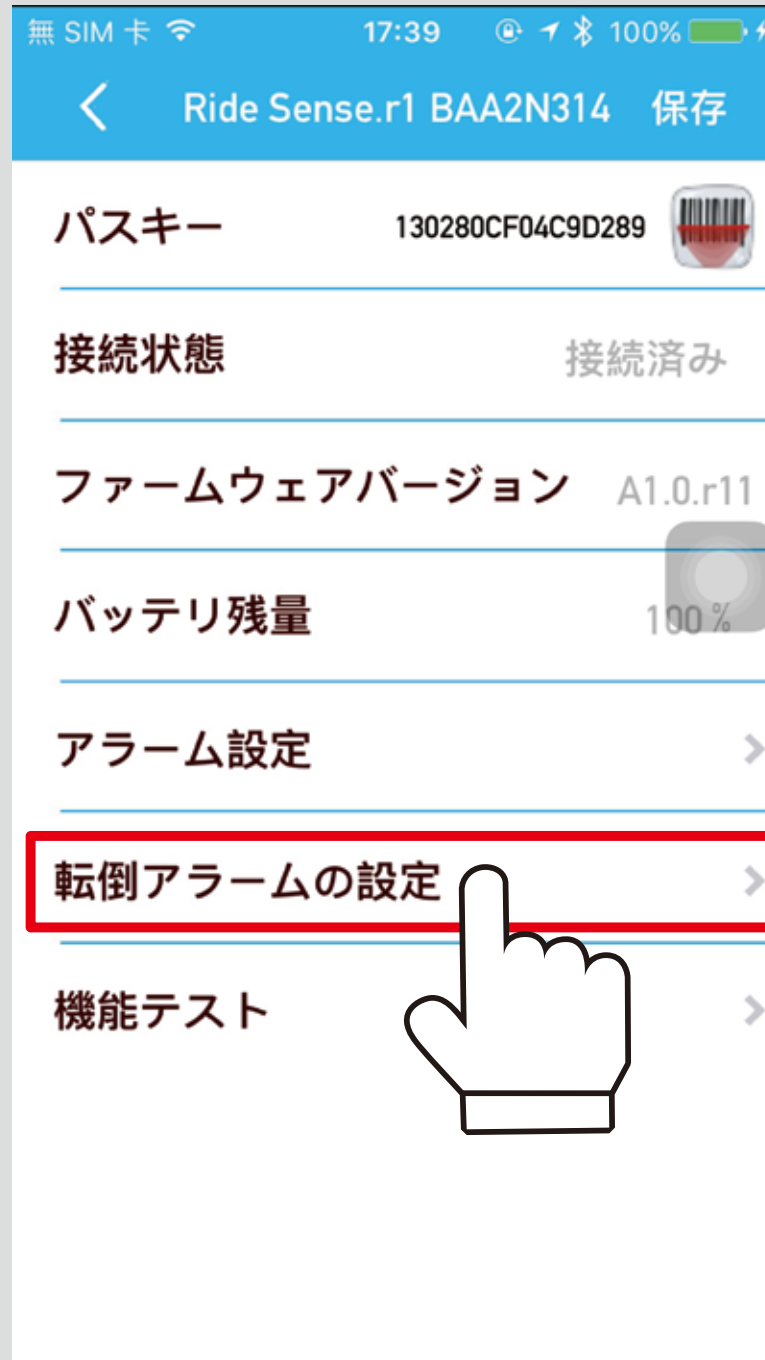 無 SIM 卡 17:39 100%
Ride Sense.r1 BAA2N314 保存
パスキー 130280CF04C9D289
接続状態 接続済み
ファームウェアバージョン A1.0.r11
バッテリ残量 100 %
アラーム設定
転倒アラームの設定
機能テスト